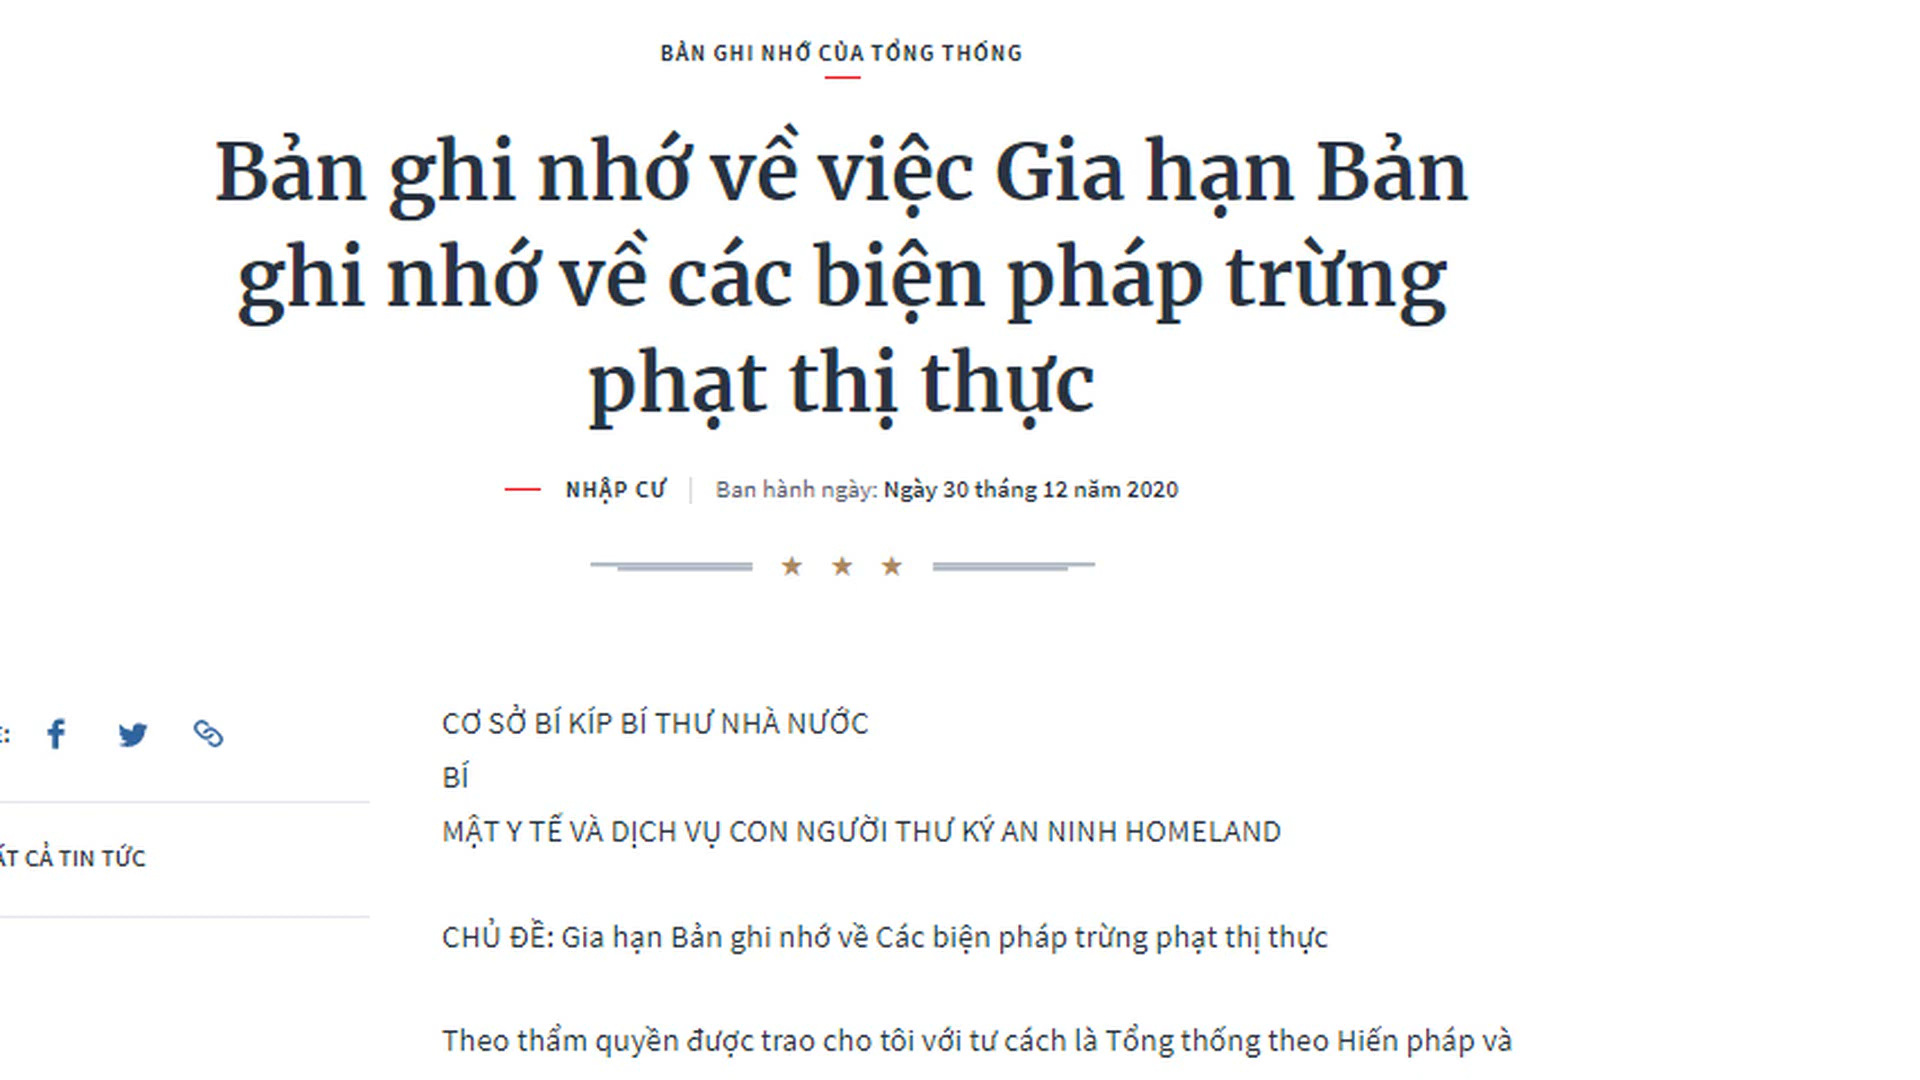 BẢN GHI NHỚ CỦA TỔNG THỐNG
Bản ghi nhớ về việc Gia hạn Bản
ghi nhớ về các biện pháp trừng
phạt thị thực
NHẬP CƯ
Ban hành ngày: Ngày 30 tháng 12 năm 2020
CƠ SỞ BÍ KÍP BÍ THƯ NHÀ NƯỚC
BÍ
MẬT Y TẾ VÀ DỊCH VỤ CON NGƯỜI THƯ KÝ AN NINH HOMELAND
CẢ TIN TỨC
CHỦ ĐỀ: Gia hạn Bản ghi nhớ về Các biện pháp trừng phạt thị thực
Theo thẩm quyền được trao cho tôi với tư cách là Tổng thống theo Hiến pháp và